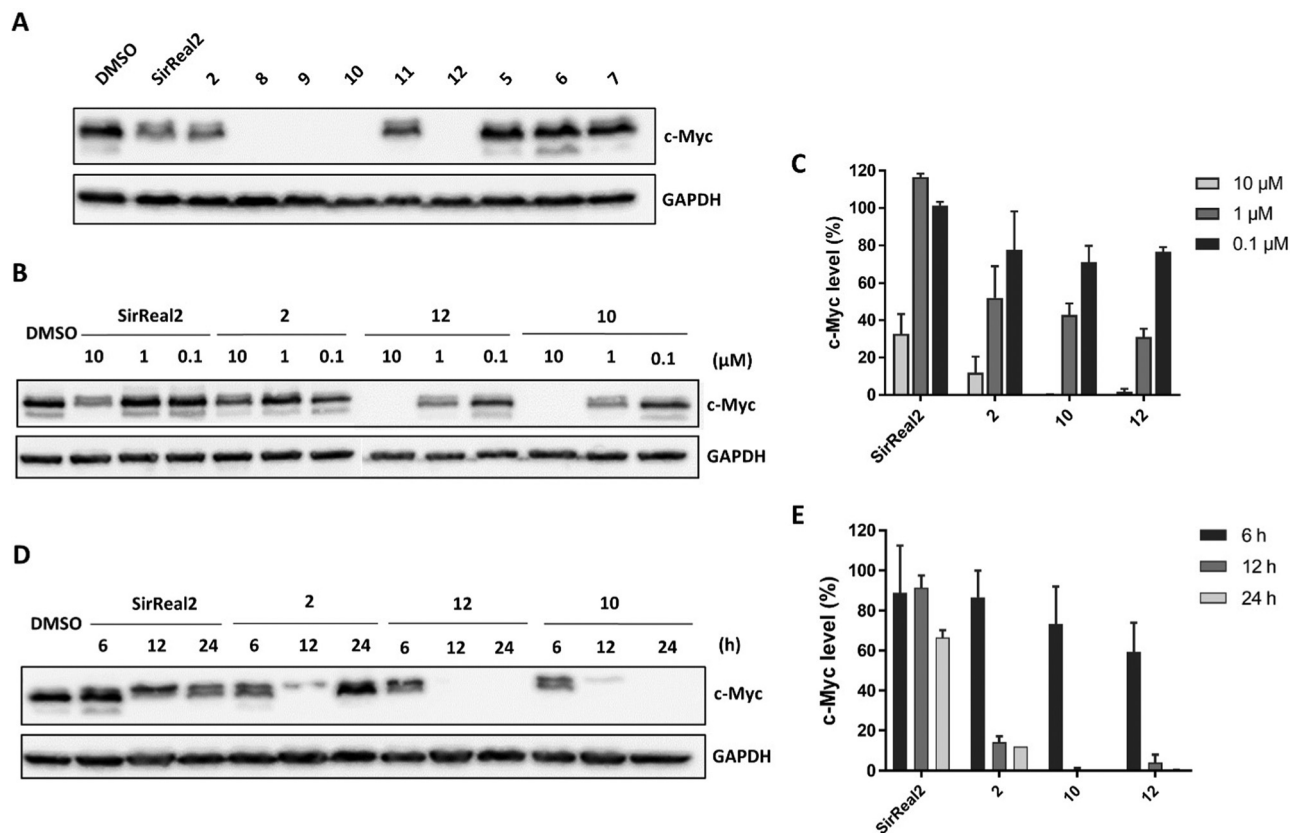 A
DMSO SirReal2 2 8 9 10 11 12 5 6 7
c-Myc
GAPDH
B
SirReal2 2 12 10
DMSO
10 1 0.1 10 1 0.1 10 1 0.1 10 1 0.1 (µM)
c-Myc
GAPDH
C
c-Myc level (%)
120
100
80
60
40
20
0
SirReal2 2 10 12
10 µM
1 µM
0.1 µM
D
SirReal2 2 12 10
DMSO
6 12 24 6 12 24 6 12 24 6 12 24 (h)
c-Myc
GAPDH
E
c-Myc level (%)
120
100
80
60
40
20
0
SirReal2 2 10 12
6 h
12 h
24 h